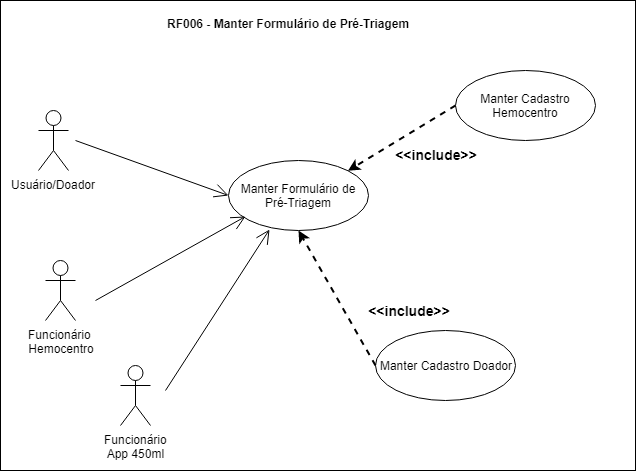 RF006 - Manter Formulário de Pré-Triagem
Manter Cadastro
Hemocentro
<<include>>
Usuário/Doador
Manter Formulário de
Pré-Triagem
Funcionário
Hemocentro
<<include>>
Manter Cadastro Doador
Funcionário
App 450ml